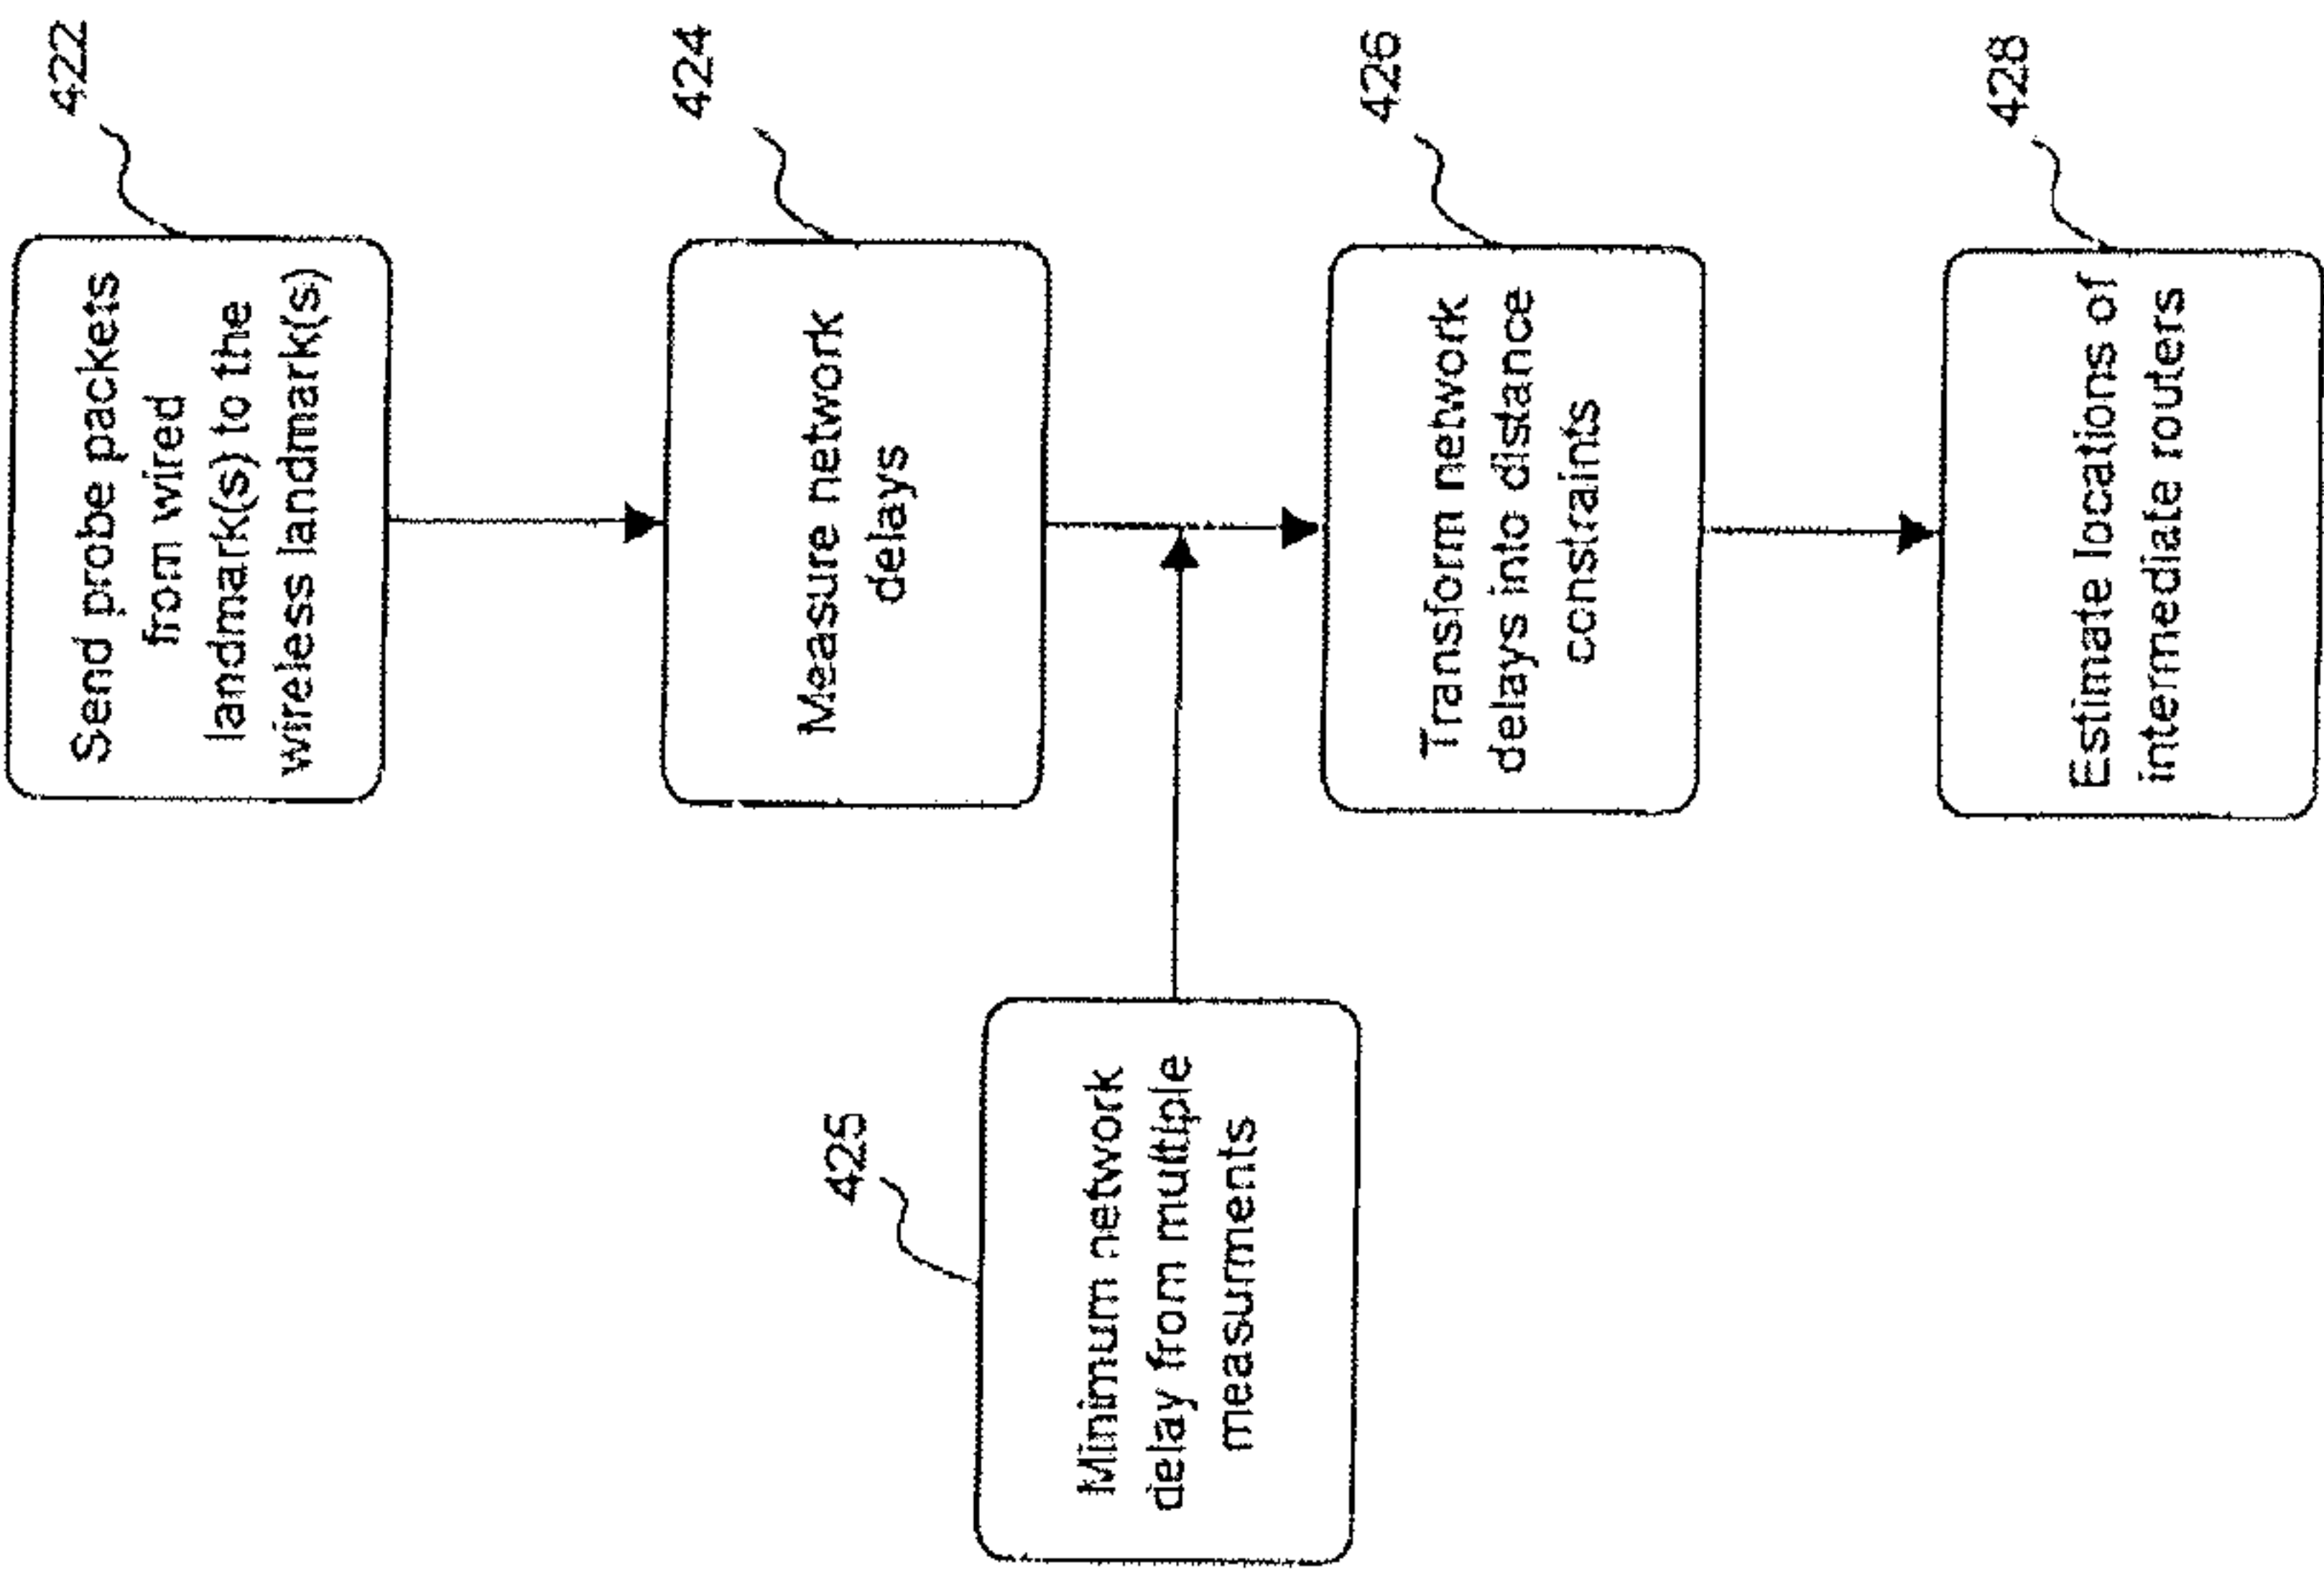 422
Send probe packets
from wired
landmark(s) to the
wireless landmark(s)
424
Measure network
delays
425
Minimum network
delay from multiple
measurments
426
Transform network
delays into distance
constraints
428
Estimate locations of
intermediate routers